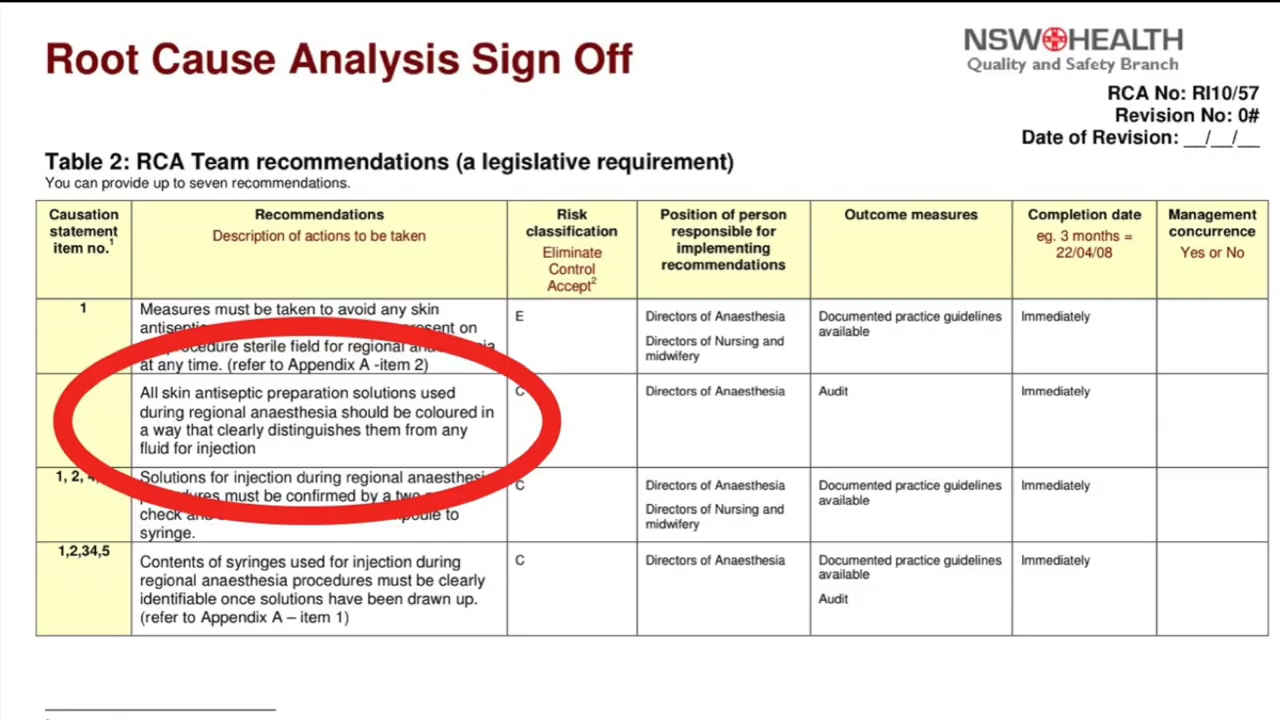 Root Cause Analysis Sign Off
NSW HEALTH
Quality and Safety Branch
RCA No: RI10/57
Revision No: 0#
Date of Revision: __/__/__
Table 2: RCA Team recommendations (a legislative requirement)
You can provide up to seven recommendations.
Causation statement item no.1
Recommendations
Description of actions to be taken
Risk classification
Eliminate
Control
Accept2
Position of person responsible for implementing recommendations
Outcome measures
Completion date
eg. 3 months = 22/04/08
Management concurrence
Yes or No
1
Measures must be taken to avoid any skin
present on
procedure sterile field for regional
at any time. (refer to Appendix A -item 2)
E
Directors of Anaesthesia
Directors of Nursing and
midwifery
Documented practice guidelines
available
Immediately
All skin antiseptic preparation solutions used
during regional anaesthesia should be coloured in
a way that clearly distinguishes them from any
fluid for injection
C
Directors of Anaesthesia
Audit
Immediately
1, 2,
Solutions for injection during regional anaesthesia
must be confirmed by a two
check
to
syringe.
C
Directors of Anaesthesia
Directors of Nursing and
midwifery
Documented practice guidelines
available
Immediately
1,2,34,5
Contents of syringes used for injection during
regional anaesthesia procedures must be clearly
identifiable once solutions have been drawn up.
(refer to Appendix A – item 1)
C
Directors of Anaesthesia
Documented practice guidelines
available
Audit
Immediately